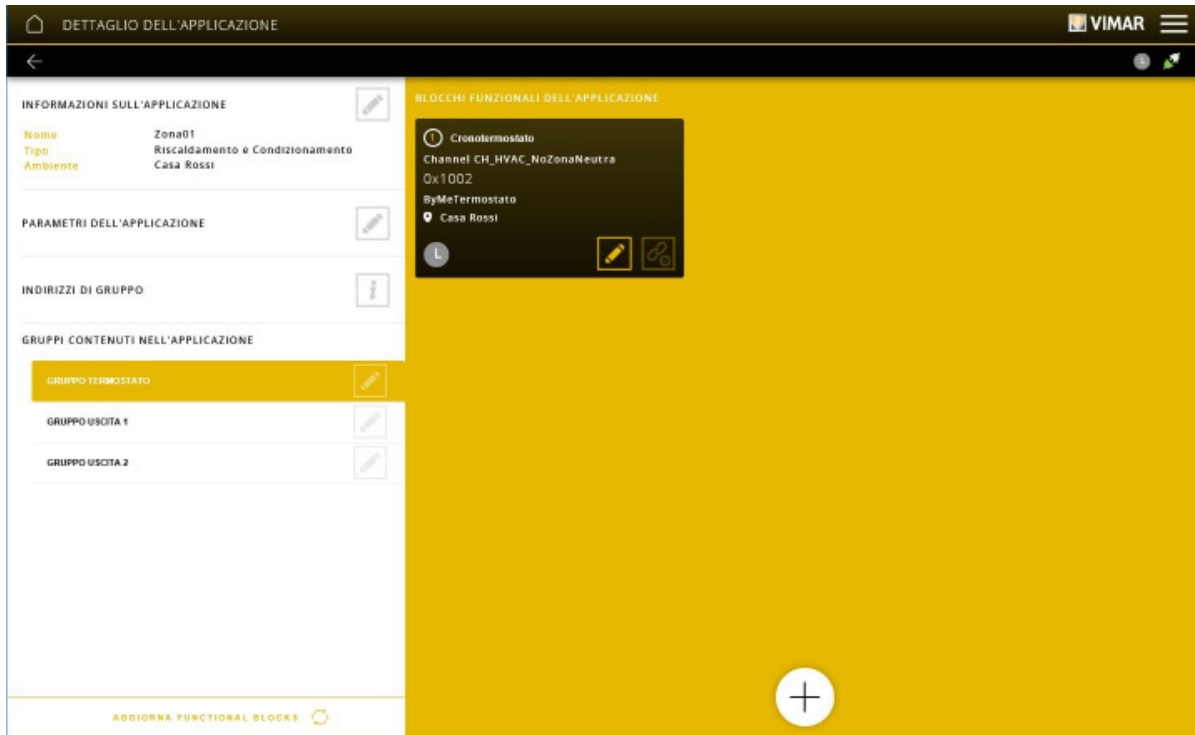 DETTAGLIO DELL'APPLICAZIONE
VIMAR
INFORMAZIONI SULL'APPLICAZIONE
Nome Zona01
Tipo Riscaldamento e Condizionamento
Ambiente Casa Rossi
PARAMETRI DELL'APPLICAZIONE
INDIRIZZI DI GRUPPO
i
GRUPPI CONTENUTI NELL'APPLICAZIONE
GRUPPO TERMOSTATO
GRUPPO USCITA 1
GRUPPO USCITA 2
AGGIORNA FUNCTIONAL BLOCKS
BLOCCHI FUNZIONALI DELL'APPLICAZIONE
1 Cronotermostato
Channel CH_HVAC_NoZonaNeutra
0x1002
ByMeTermostato
Casa Rossi